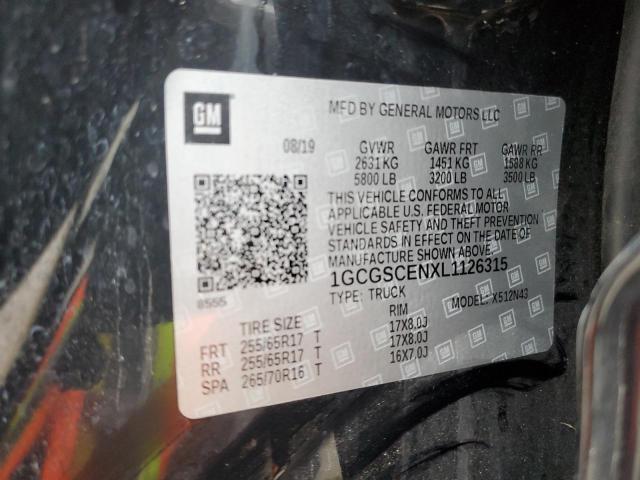 GM
MFD BY GENERAL MOTORS LLC
08/19 GVWR GAWR FRT GAWR RR
2631 KG 1451 KG 1588 KG
5800 LB 3200 LB 3500 LB
THIS VEHICLE CONFORMS TO ALL
APPLICABLE U.S. FEDERAL MOTOR
VEHICLE SAFETY AND THEFT PREVENTION
STANDARDS IN EFFECT ON THE DATE OF
MANUFACTURE SHOWN ABOVE.
1GCGSCENXL1126315
8555
TYPE: TRUCK MODEL: X512N43
TIRE SIZE RIM
FRT 255/65R17 T 17X8.0J
RR 255/65R17 T 17X8.0J
SPA 265/70R16 T 16X7.0J